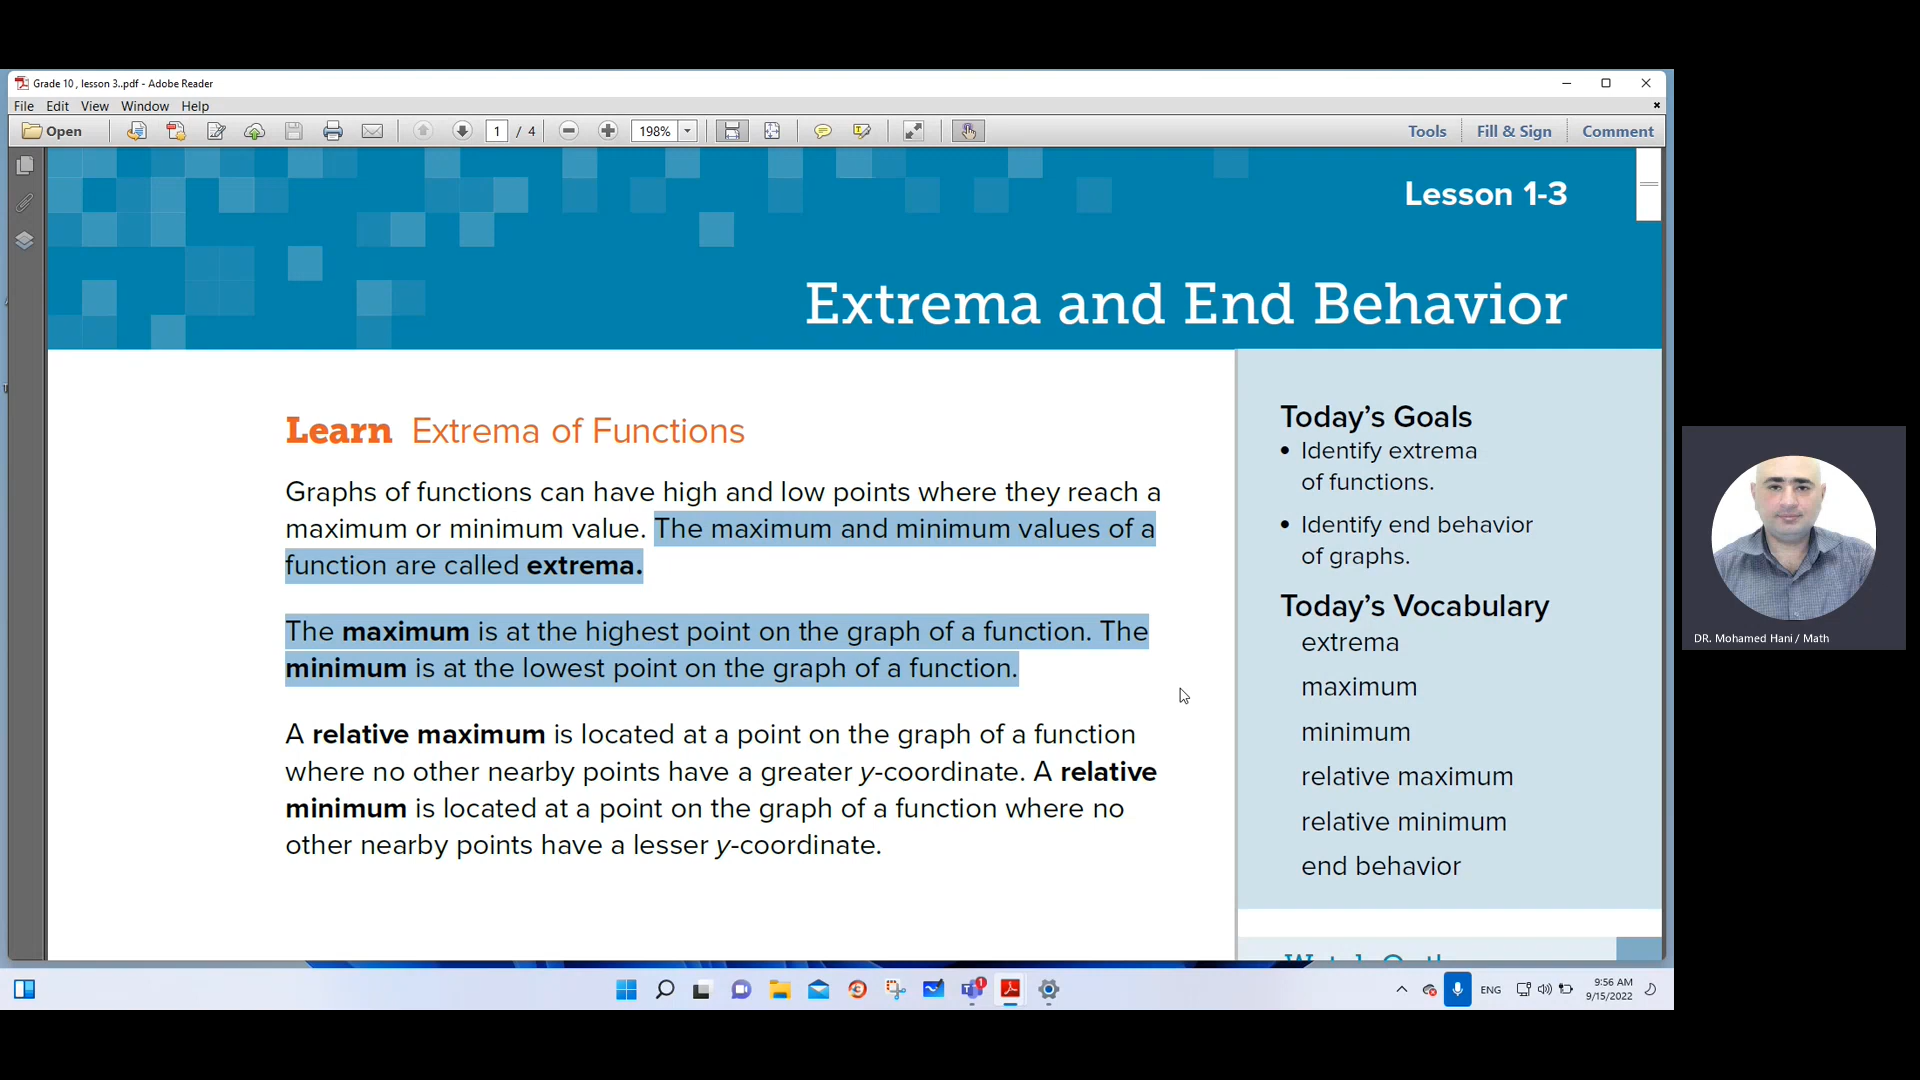 Grade 10 , lesson 3..pdf - Adobe Reader
File Edit View Window Help
Open 1 / 4 198% Tools Fill & Sign Comment
Lesson 1-3
Extrema and End Behavior
Learn Extrema of Functions
Graphs of functions can have high and low points where they reach a
maximum or minimum value. The maximum and minimum values of a
function are called extrema.
The maximum is at the highest point on the graph of a function. The
minimum is at the lowest point on the graph of a function.
A relative maximum is located at a point on the graph of a function
where no other nearby points have a greater y-coordinate. A relative
minimum is located at a point on the graph of a function where no
other nearby points have a lesser y-coordinate.
Today's Goals
• Identify extrema
of functions.
• Identify end behavior
of graphs.
Today's Vocabulary
extrema
maximum
minimum
relative maximum
relative minimum
end behavior
DR. Mohamed Hani / Math
ENG
9:56 AM
9/15/2022